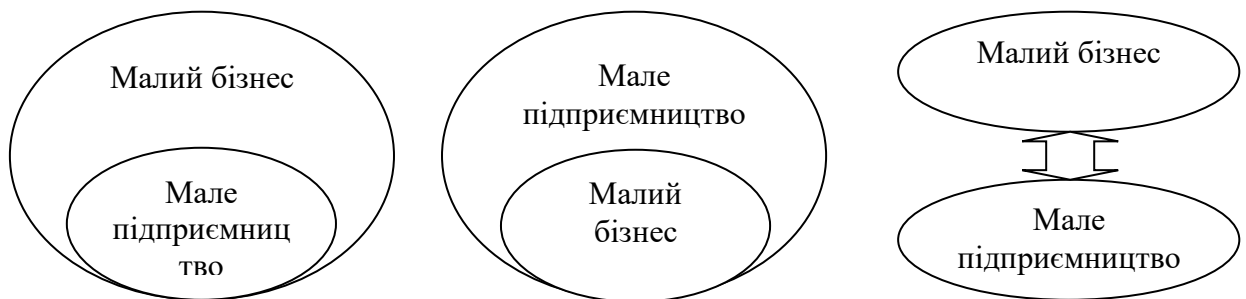 Малий бізнес
Мале
підприємниц
тво
Мале
підприємництво
Малий
бізнес
Малий бізнес
Мале
підприємництво